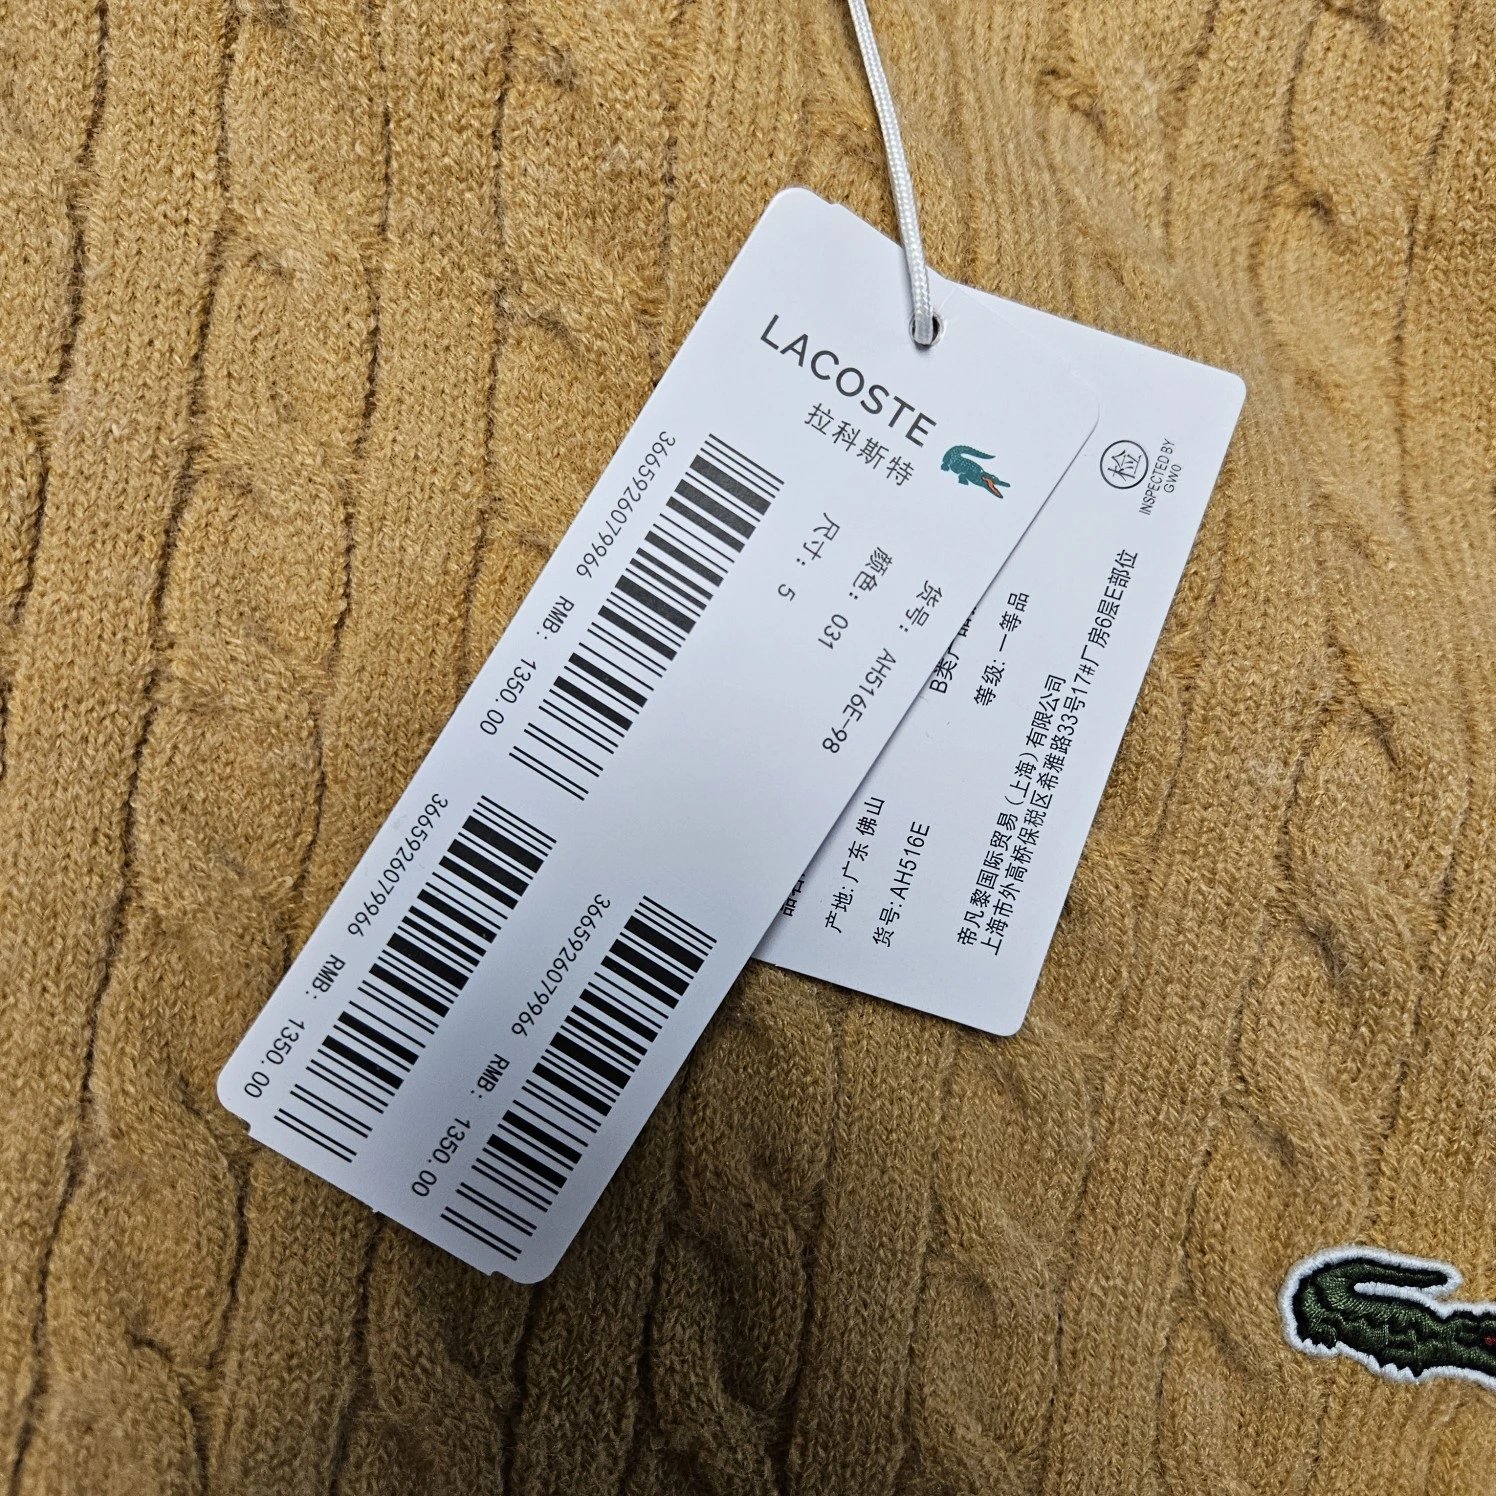 LACOSTE
拉科斯特
货号: AH516E-98
颜色: 031
尺寸: 5
3665926079966
RMB: 1350.00
3665926079966
RMB: 1350.00
3665926079966
RMB: 1350.00
检
INSPECTED BY
GW0
产地: 广东 佛山
货号: AH516E
B类
等级: 一等品
帝凡黎国际贸易(上海)有限公司
上海市外高桥保税区希雅路33号17#厂房6层E部位